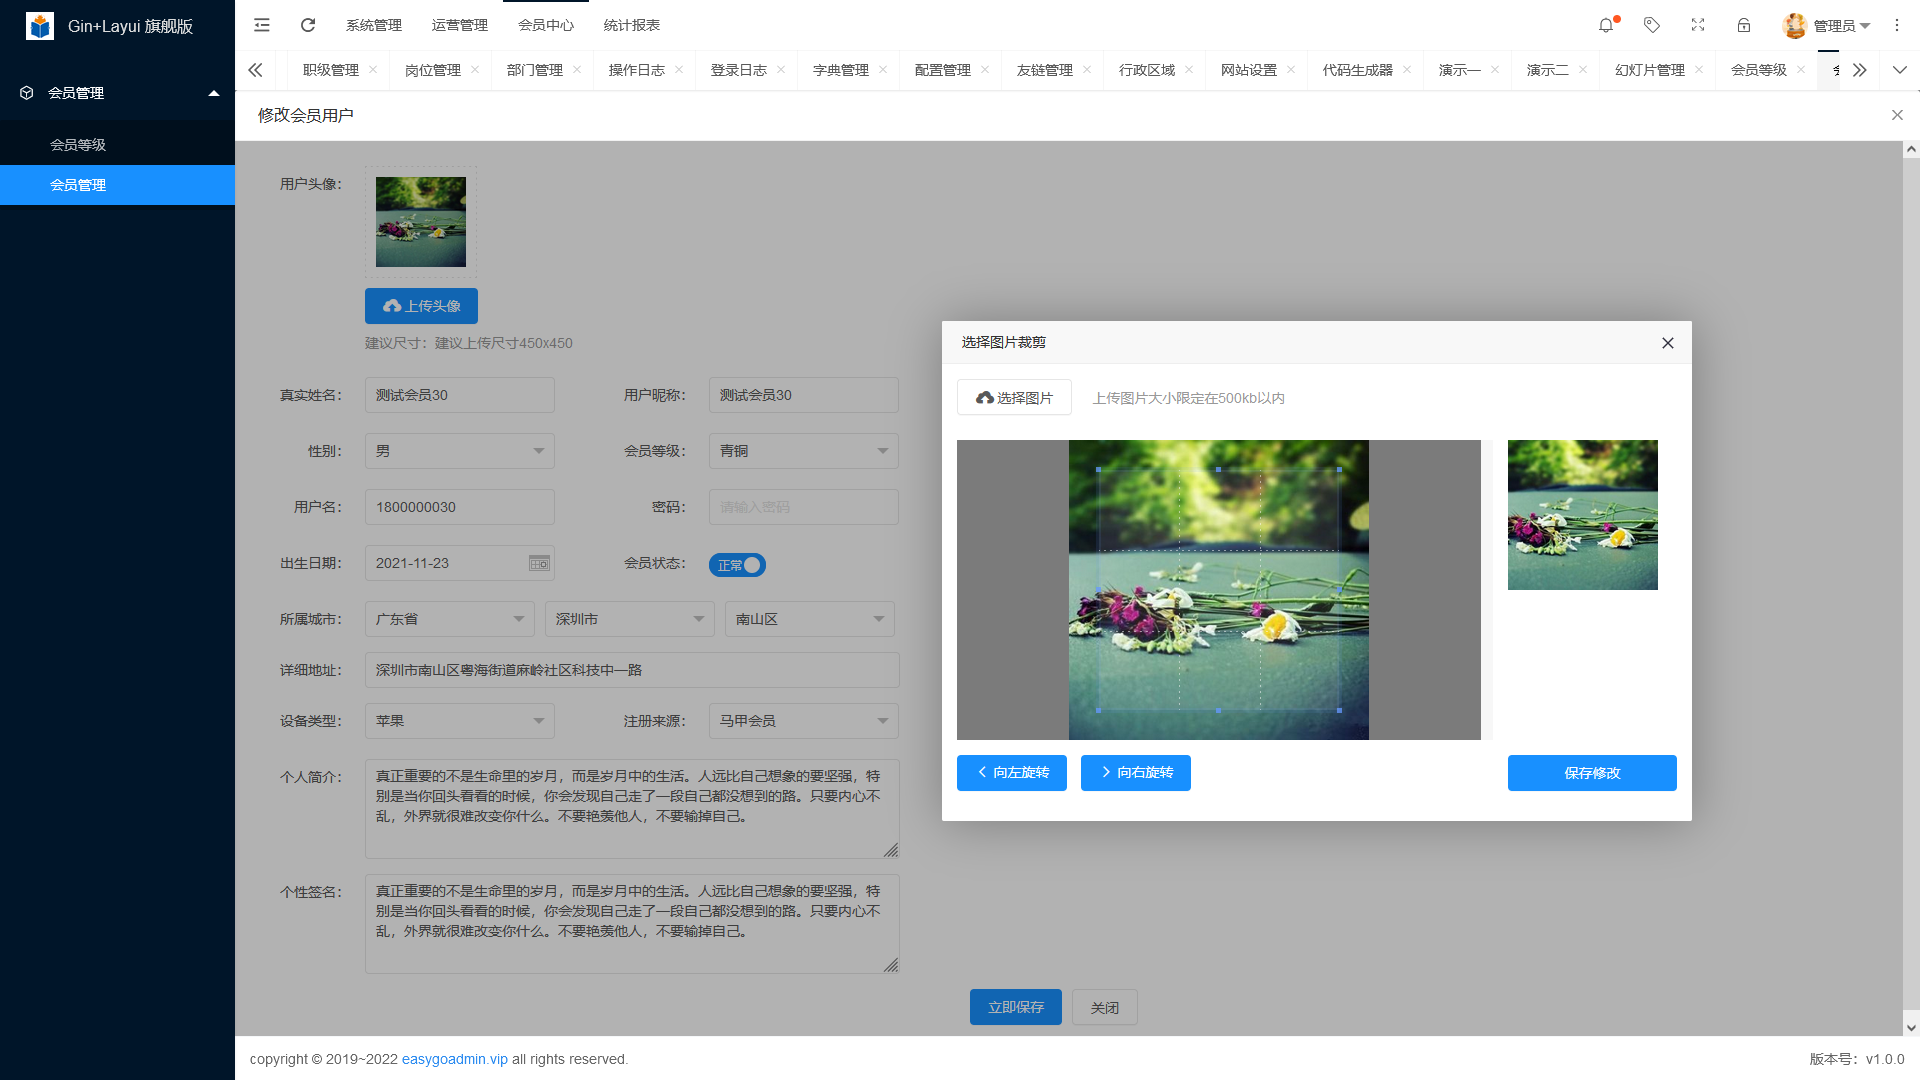 Gin+Layui 旗舰版
系统管理 运营管理 会员中心 统计报表
管理员
职级管理 岗位管理 部门管理 操作日志 登录日志 字典管理 配置管理 友链管理 行政区域 网站设置 代码生成器 演示一 演示二 幻灯片管理 会员等级
会员管理
会员等级
会员管理
修改会员用户
用户头像：
上传头像
建议尺寸：建议上传尺寸450x450
真实姓名： 测试会员30 用户昵称： 测试会员30
性别： 男 会员等级： 青铜
用户名： 1800000030 密码： 请输入密码
出生日期： 2021-11-23 会员状态： 正常
所属城市： 广东省 深圳市 南山区
详细地址： 深圳市南山区粤海街道麻岭社区科技中一路
设备类型： 苹果 注册来源： 马甲会员
个人简介： 真正重要的不是生命里的岁月，而是岁月中的生活。人远比自己想象的要坚强，特
别是当你回头看看的时候，你会发现自己走了一段自己都没想到的路。只要内心不
乱，外界就很难改变你什么。不要艳羡他人，不要输掉自己。
个性签名： 真正重要的不是生命里的岁月，而是岁月中的生活。人远比自己想象的要坚强，特
别是当你回头看看的时候，你会发现自己走了一段自己都没想到的路。只要内心不
乱，外界就很难改变你什么。不要艳羡他人，不要输掉自己。
立即保存 关闭
选择图片裁剪
选择图片 上传图片大小限定在500kb以内
向左旋转 向右旋转 保存修改
copyright © 2019~2022 easygoadmin.vip all rights reserved.
版本号：v1.0.0